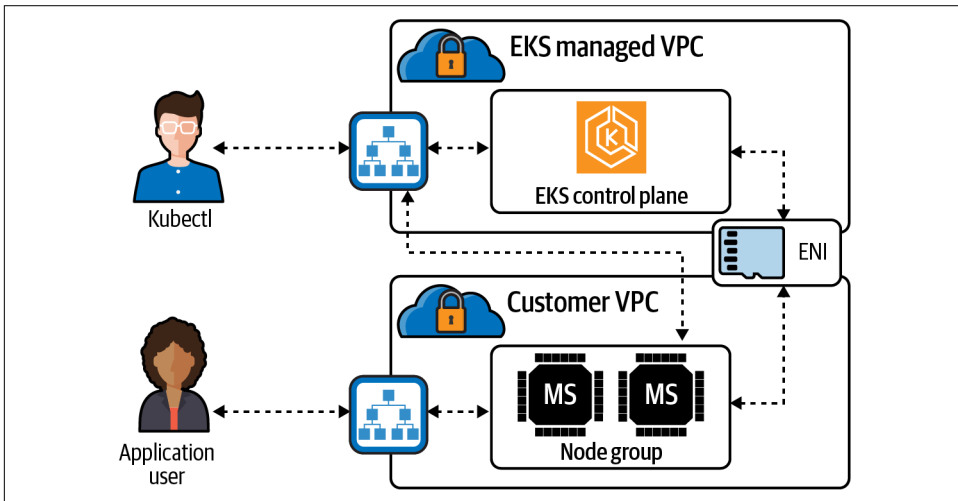 EKS managed VPC
K
EKS control plane
Kubectl
ENI
Customer VPC
MS
MS
Node group
Application
user